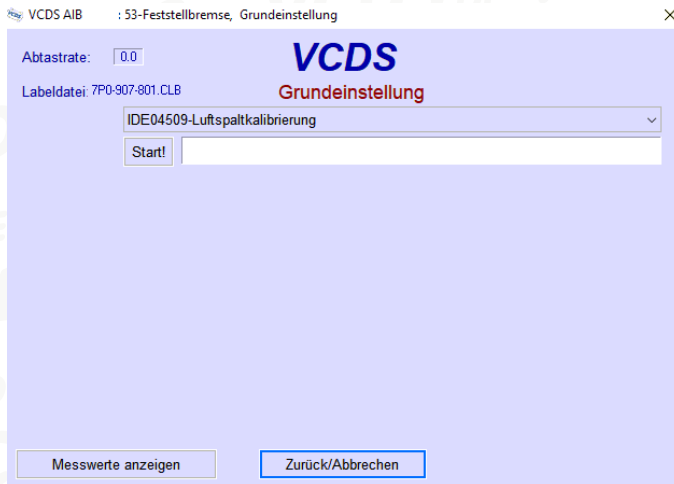 VCDS AIB : 53-Feststellbremse, Grundeinstellung
Abtastrate: 0.0
VCDS
Labeldatei: 7P0-907-801.CLB
Grundeinstellung
IDE04509-Luftspaltkalibrierung
Start!
Messwerte anzeigen
Zurück/Abbrechen